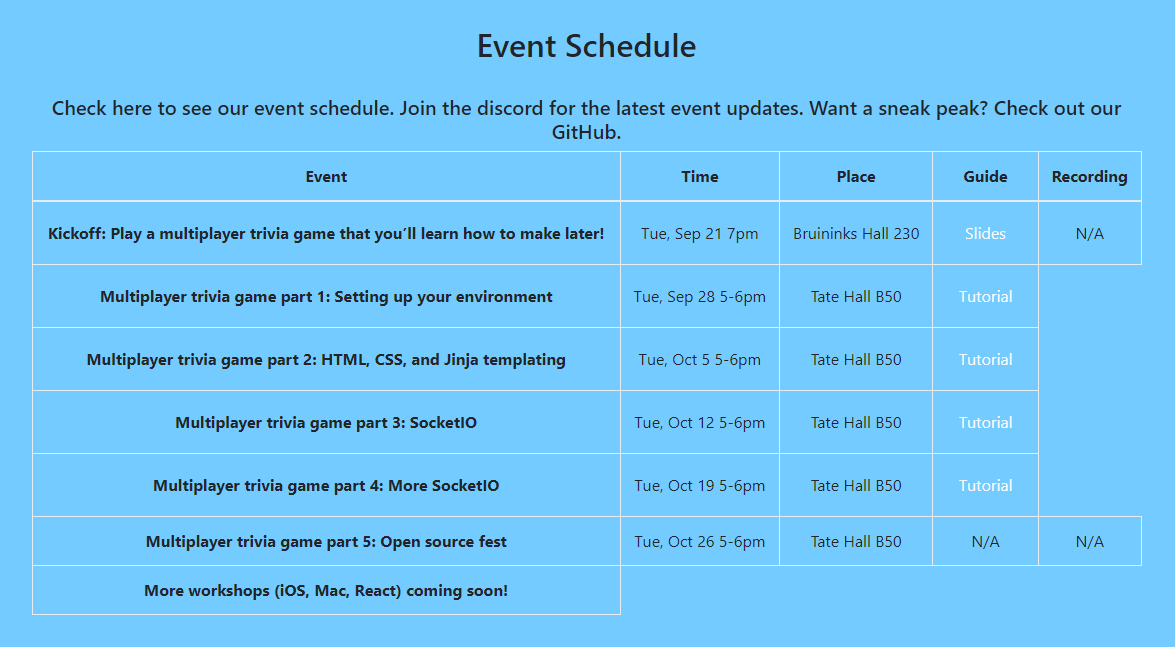 Event Schedule
Check here to see our event schedule. Join the discord for the latest event updates. Want a sneak peak? Check out our
GitHub.
Event Time Place Guide Recording
Kickoff: Play a multiplayer trivia game that you'll learn how to make later! Tue, Sep 21 7pm Bruininks Hall 230 Slides N/A
Multiplayer trivia game part 1: Setting up your environment Tue, Sep 28 5-6pm Tate Hall B50 Tutorial
Multiplayer trivia game part 2: HTML, CSS, and Jinja templating Tue, Oct 5 5-6pm Tate Hall B50 Tutorial
Multiplayer trivia game part 3: SocketIO Tue, Oct 12 5-6pm Tate Hall B50 Tutorial
Multiplayer trivia game part 4: More SocketIO Tue, Oct 19 5-6pm Tate Hall B50 Tutorial
Multiplayer trivia game part 5: Open source fest Tue, Oct 26 5-6pm Tate Hall B50 N/A N/A
More workshops (iOS, Mac, React) coming soon!